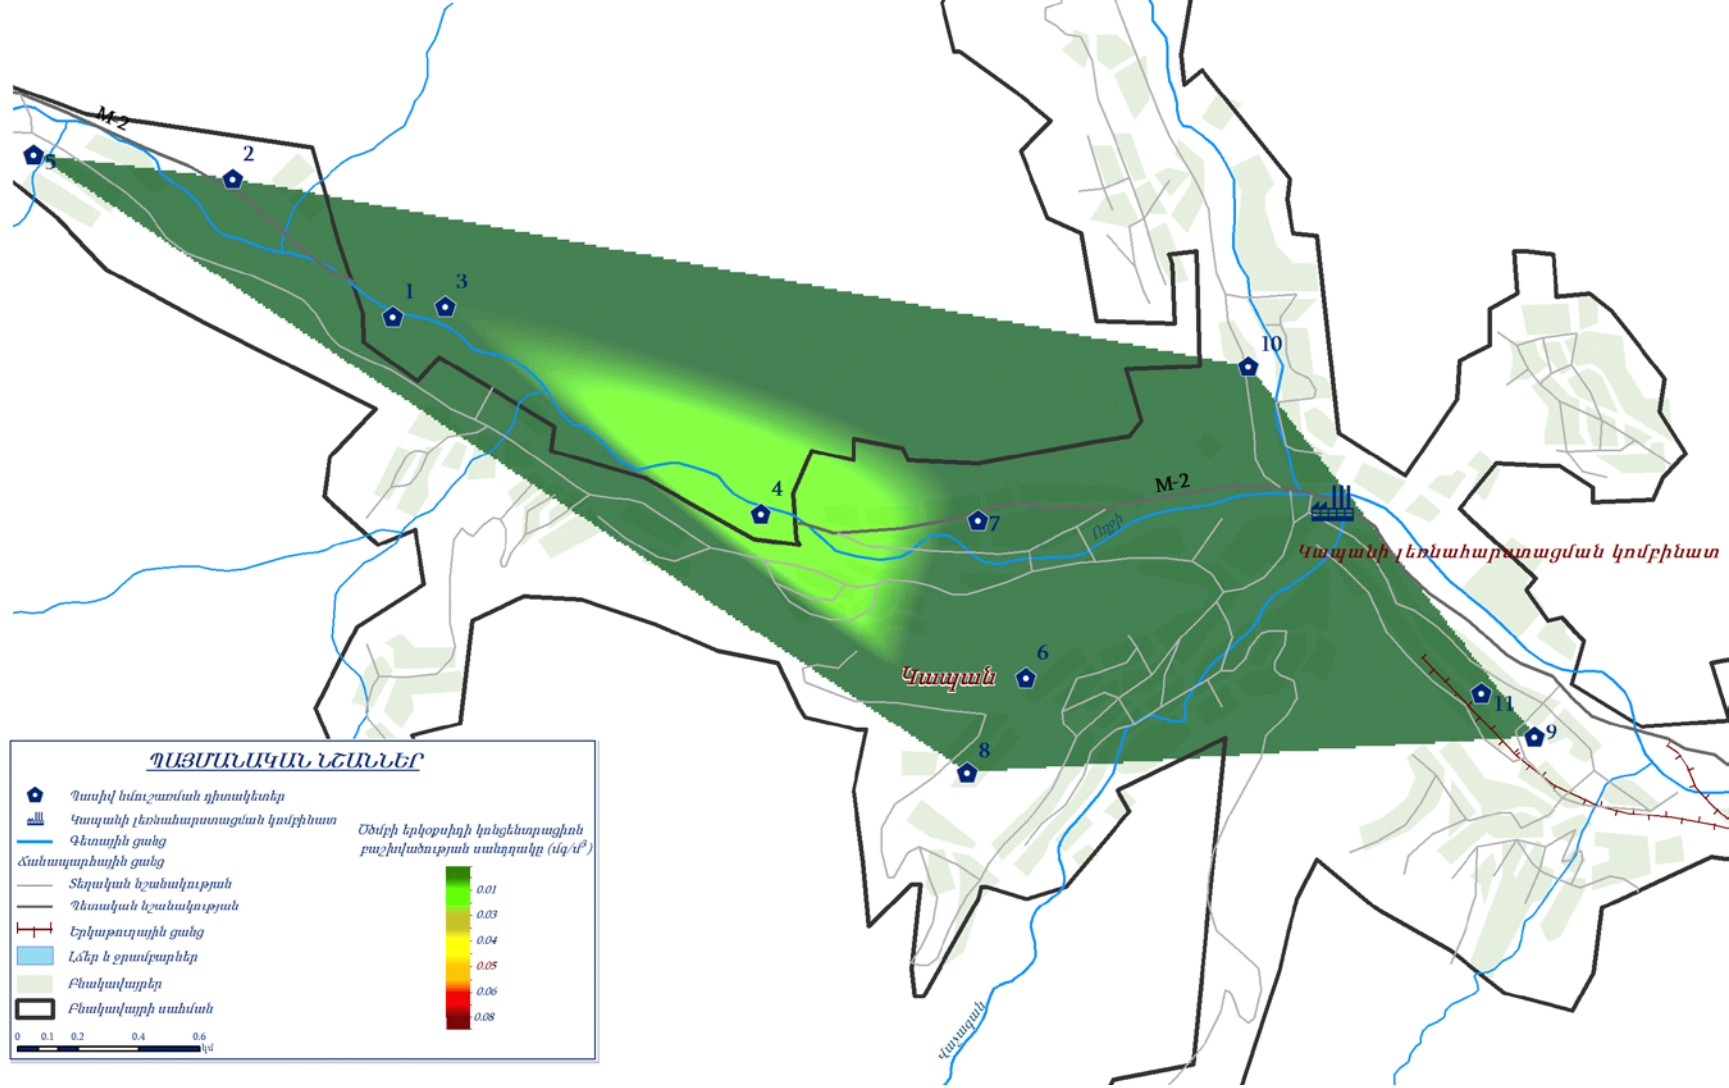 M-2
2
5
1
3
10
4
M-2
7
Ողջի
Կապանի լեռնահարստացման կոմբինատ
6
Կապան
11
9
8
ՊԱՅՄԱՆԱԿԱՆ ՆՇԱՆՆԵՐ
Պասիվ նմուշառման դիտակետեր
Կապանի լեռնահարստացման կոմբինատ
Գետային ցանց
Ճանապարհային ցանց
Տեղական նշանակության
Պետական նշանակության
Երկաթուղային ցանց
Լճեր և ջրամբարներ
Բնակավայրեր
Բնակավայրի սահման
0 0.1 0.2 0.4 0.6
կմ
Ծծմբի երկօքսիդի կոնցենտրացիոն
բաշխվածության սանդղակը (մգ/մ³)
0.01
0.03
0.04
0.05
0.06
0.08
Վաչագան